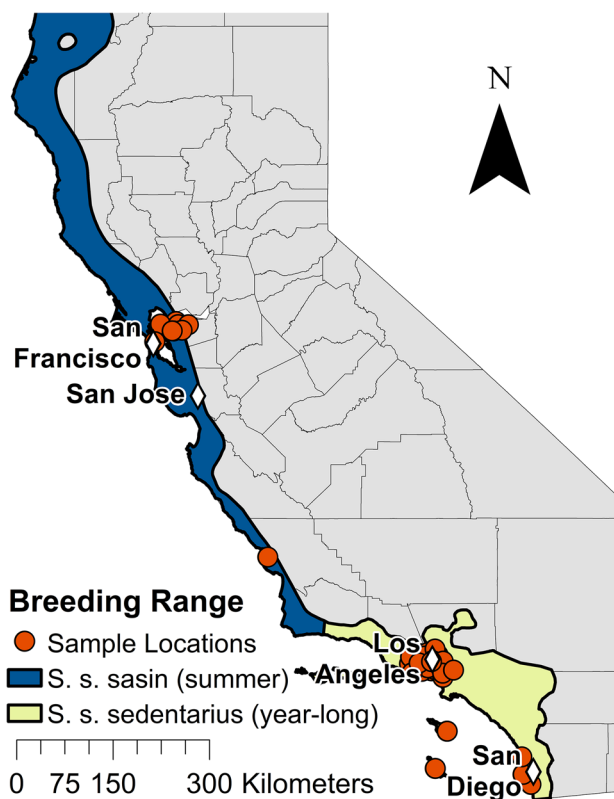 N
San
Francisco
San Jose
Breeding Range
Sample Locations
S. s. sasin (summer)
S. s. sedentarius (year-long)
Los
Angeles
San
Diego
0 75 150 300 Kilometers